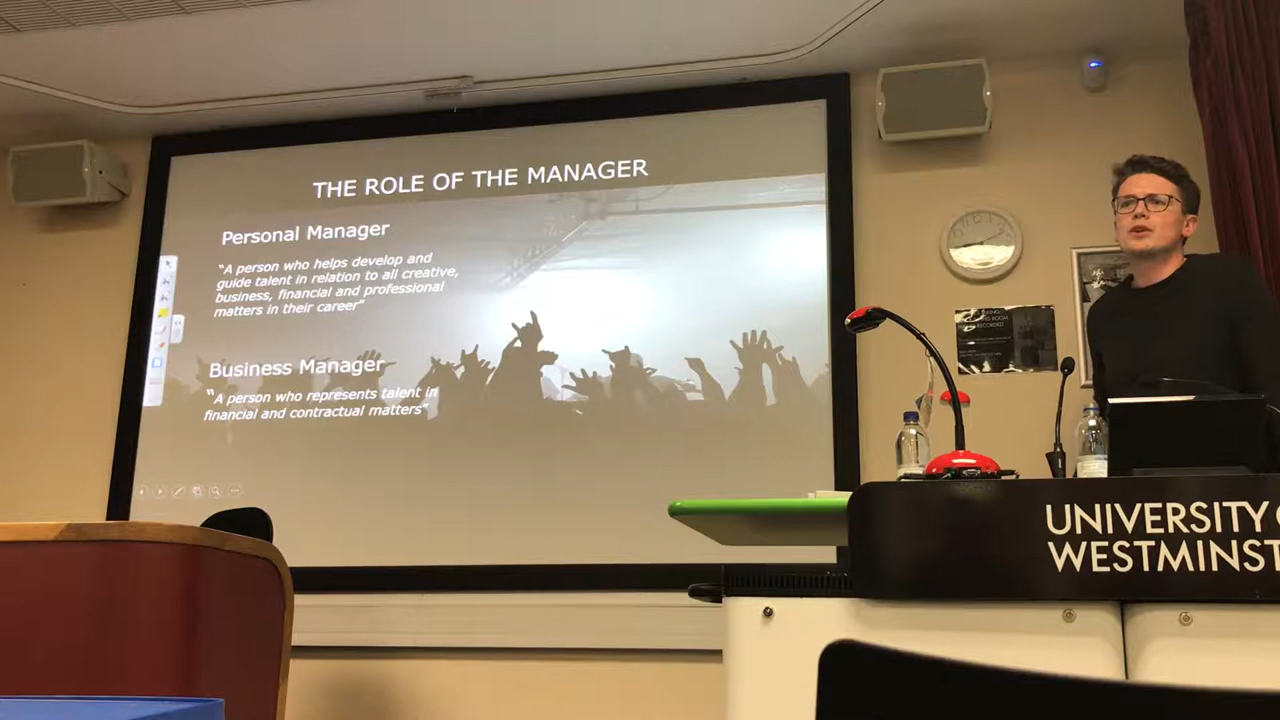 THE ROLE OF THE MANAGER
Personal Manager
“A person who helps develop and
guide talent in relation to all creative,
business, financial and professional
matters in their career”
Business Manager
“A person who represents talent in
financial and contractual matters”
UNIVERSITY
WESTMINST